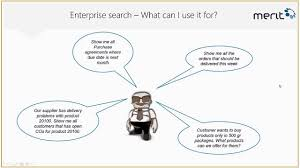 Enterprise search – What can I use it for?
merit
Show me all
Purchase
agreements where
due date is next
month
Show me all the
orders that should be
delivered this week
Our supplier has delivery
problems with product
20100. Show me all
customers that has open
COs for product 20100
Customer wants to buy
products only in 500 gr
packages. What products
can we offer for them?